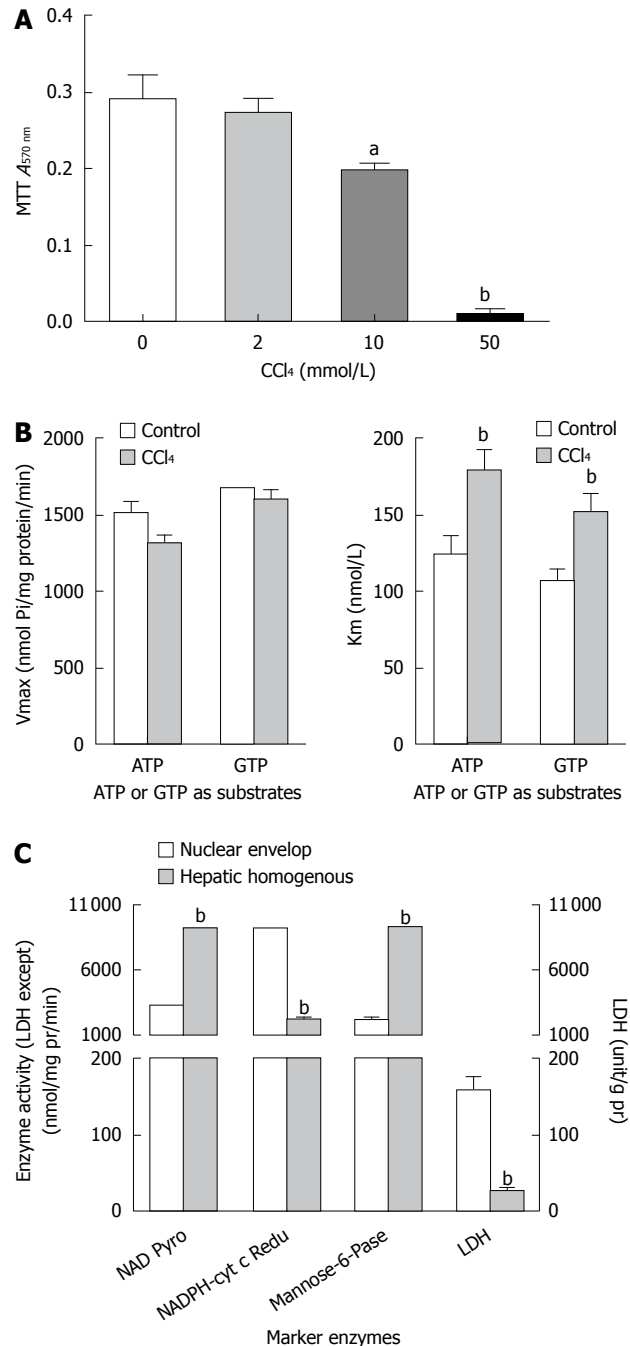 A
MTT A570 nm
0.4
0.3
0.2
0.1
0.0
a
b
0 2 10 50
CCl4 (mmol/L)
B
Control
CCl4
Vmax (nmol Pi/mg protein/min)
2000
1500
1000
500
0
ATP GTP
ATP or GTP as substrates
Control
CCl4
Km (nmol/L)
200
150
100
50
0
b
b
ATP GTP
ATP or GTP as substrates
C
Nuclear envelop
Hepatic homogenous
Enzyme activity (LDH except)
(nmol/mg pr/min)
11 000
6000
1000
200
100
0
b
b
b
b
11 000
6000
1000
200
100
0
LDH (unit/g pr)
NAD Pyro
NADPH-cyt c Redu
Mannose-6-Pase
LDH
Marker enzymes